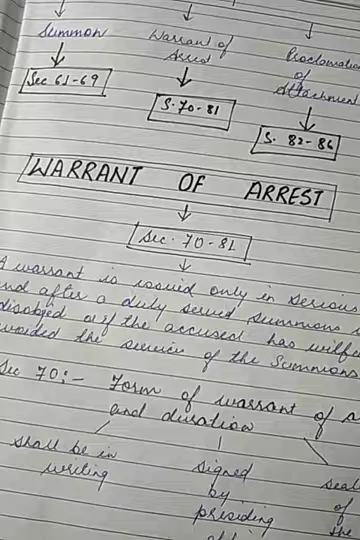 Summon Warrant of Proclamation
Arrest of
Attachment
Sec 61-69
S. 70-81
S. 82-86
WARRANT OF ARREST
Sec. 70-81
A warrant is issued only in serious
and after a duly served summons
disobeyed or if the accused has
avoided the service of the Summons
Sec 70:- Form of warrant of
and duration
shall be in signed
writing by of
presiding the